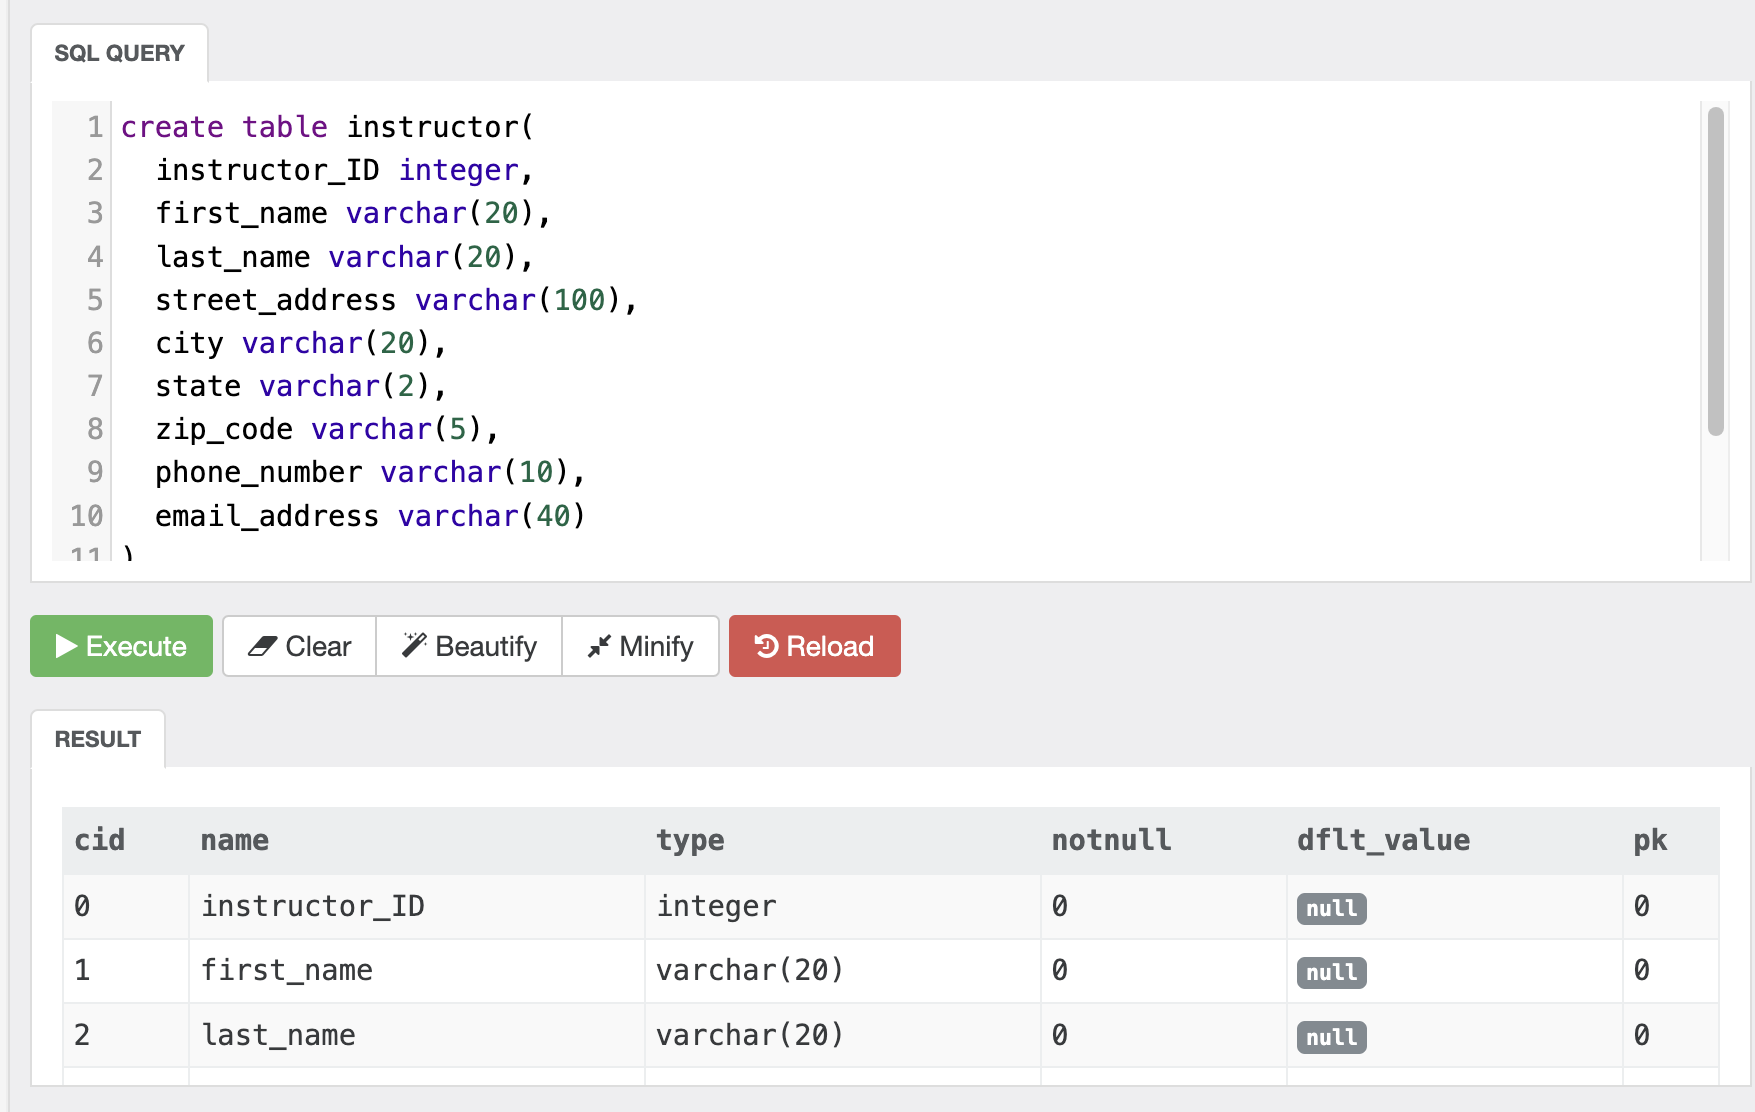 SQL QUERY
1 create table instructor(
2 instructor_ID integer,
3 first_name varchar(20),
4 last_name varchar(20),
5 street_address varchar(100),
6 city varchar(20),
7 state varchar(2),
8 zip_code varchar(5),
9 phone_number varchar(10),
10 email_address varchar(40)
11 )
Execute Clear Beautify Minify Reload
RESULT
cid name type notnull dflt_value pk
0 instructor_ID integer 0 null 0
1 first_name varchar(20) 0 null 0
2 last_name varchar(20) 0 null 0